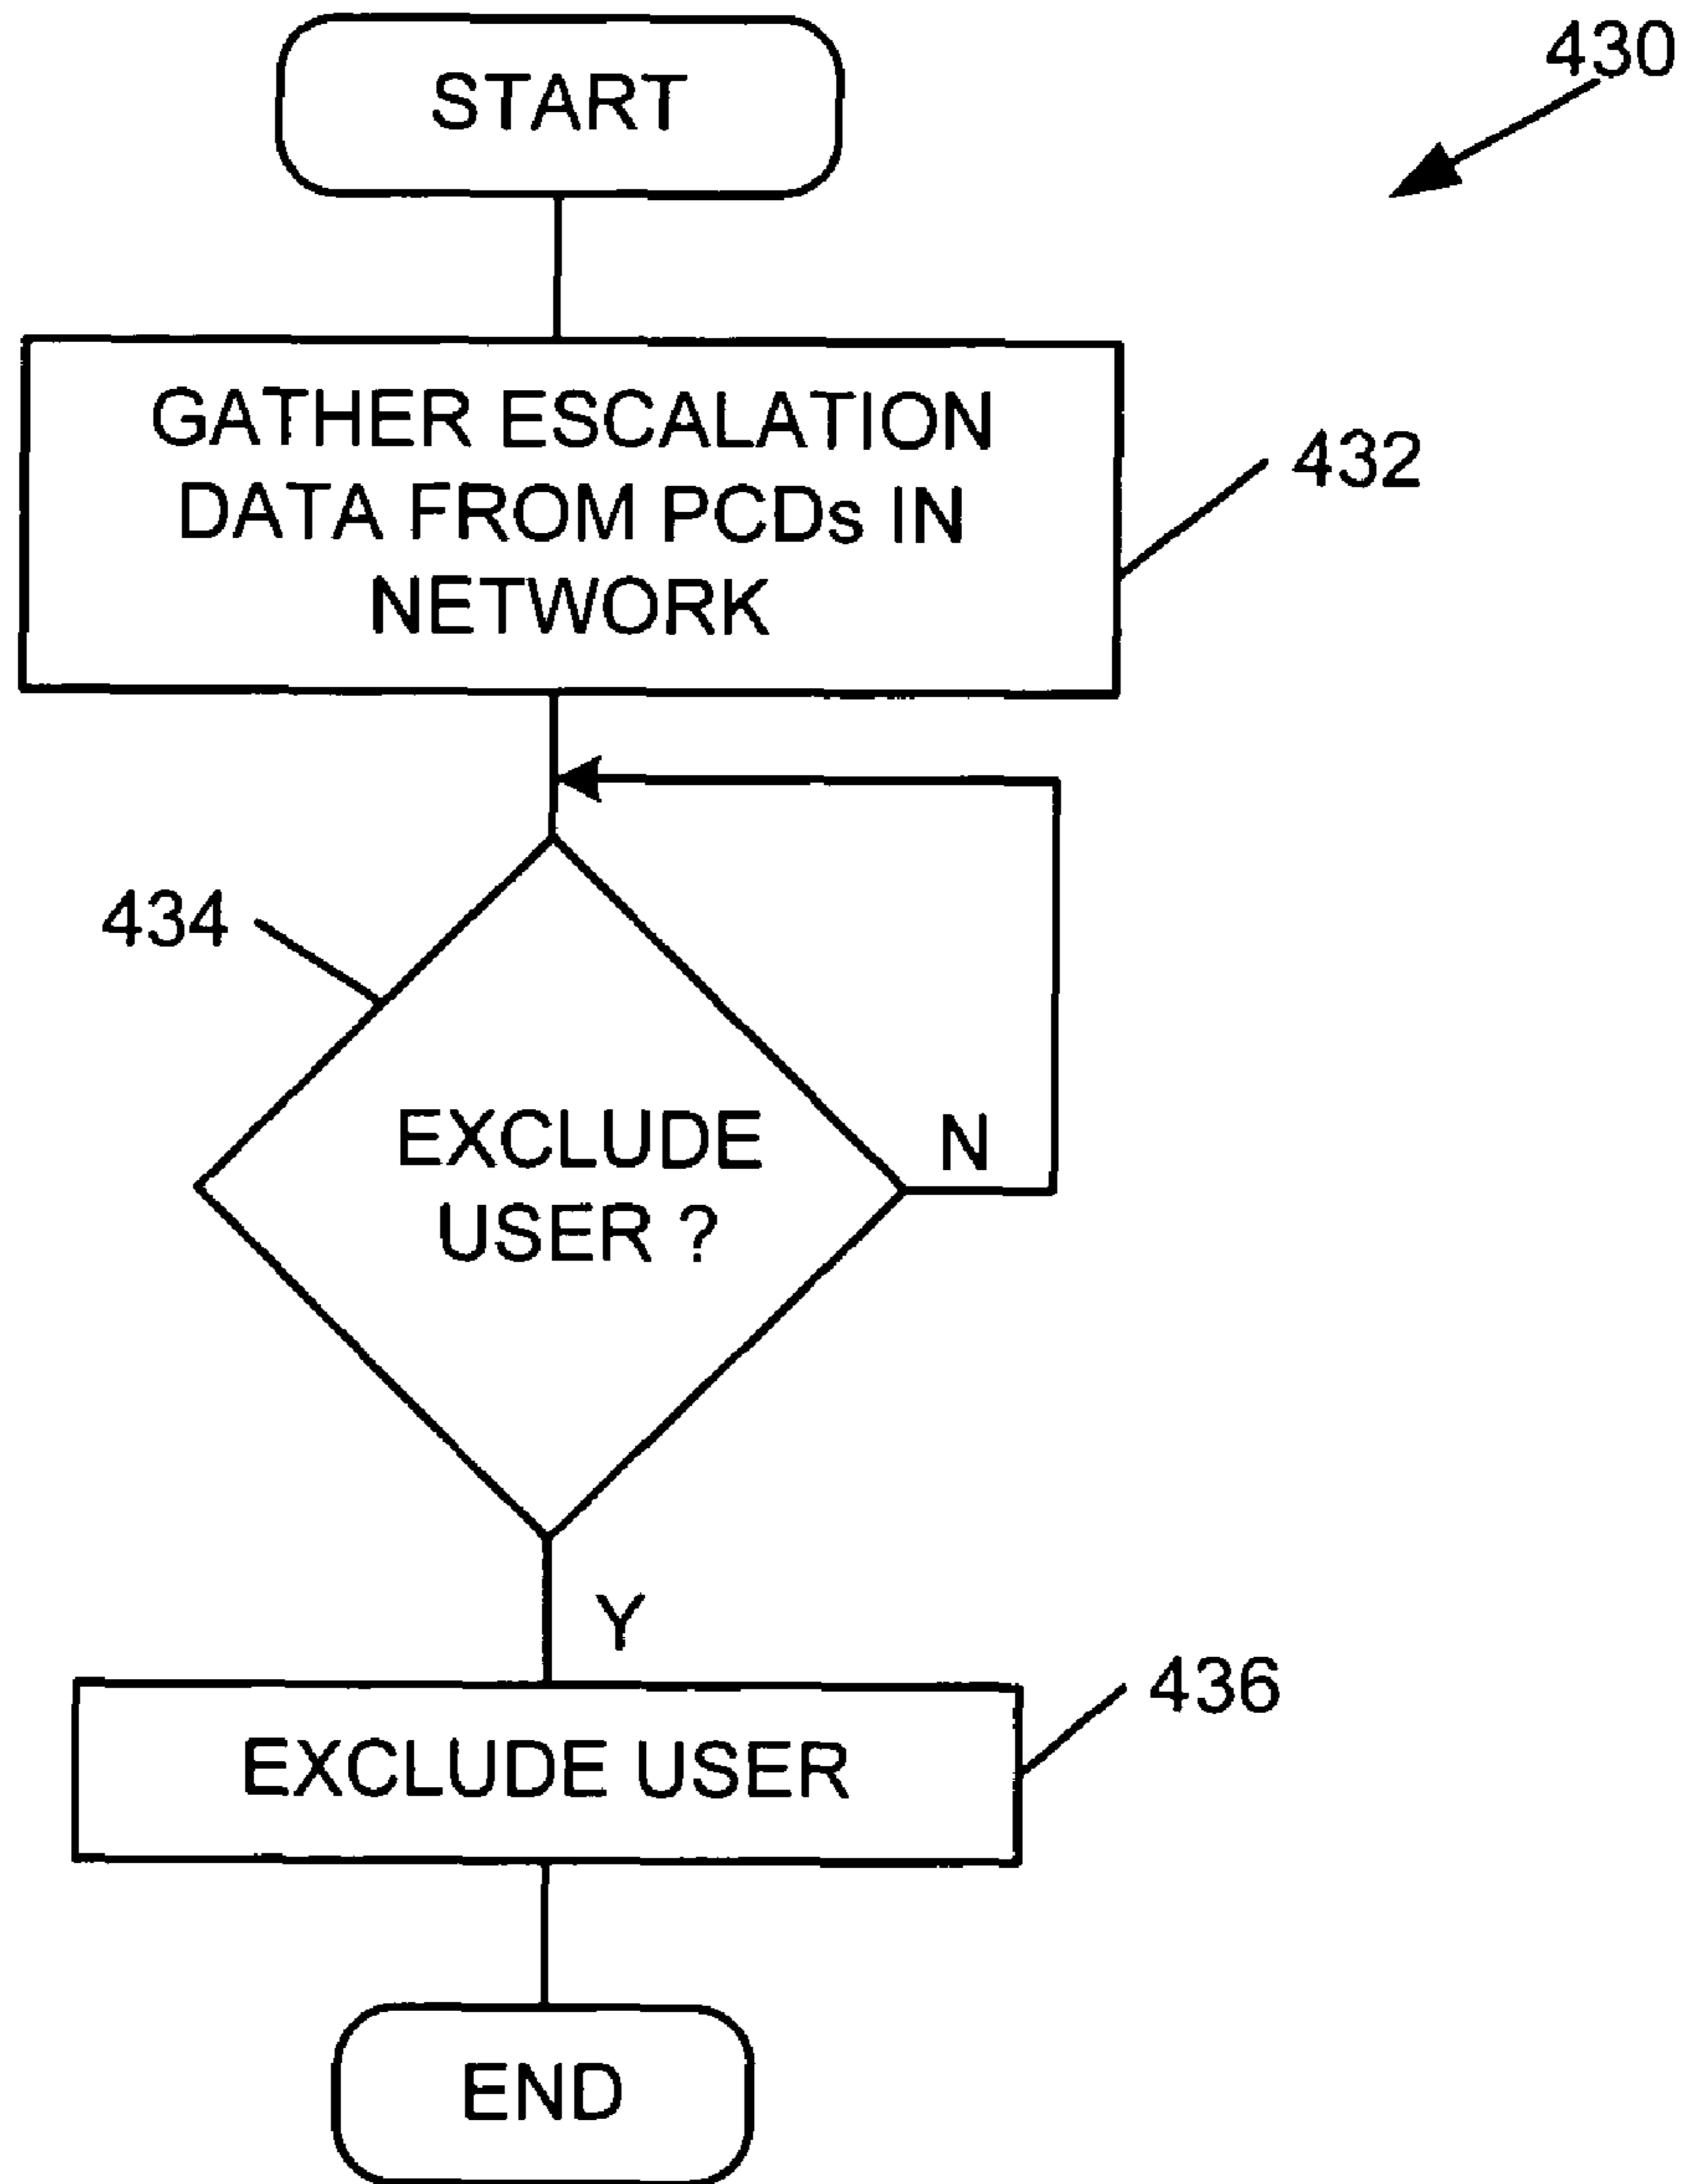 START
430
GATHER ESCALATION
DATA FROM PCDs IN
NETWORK
432
434
EXCLUDE
USER ?
N
Y
EXCLUDE USER
436
END